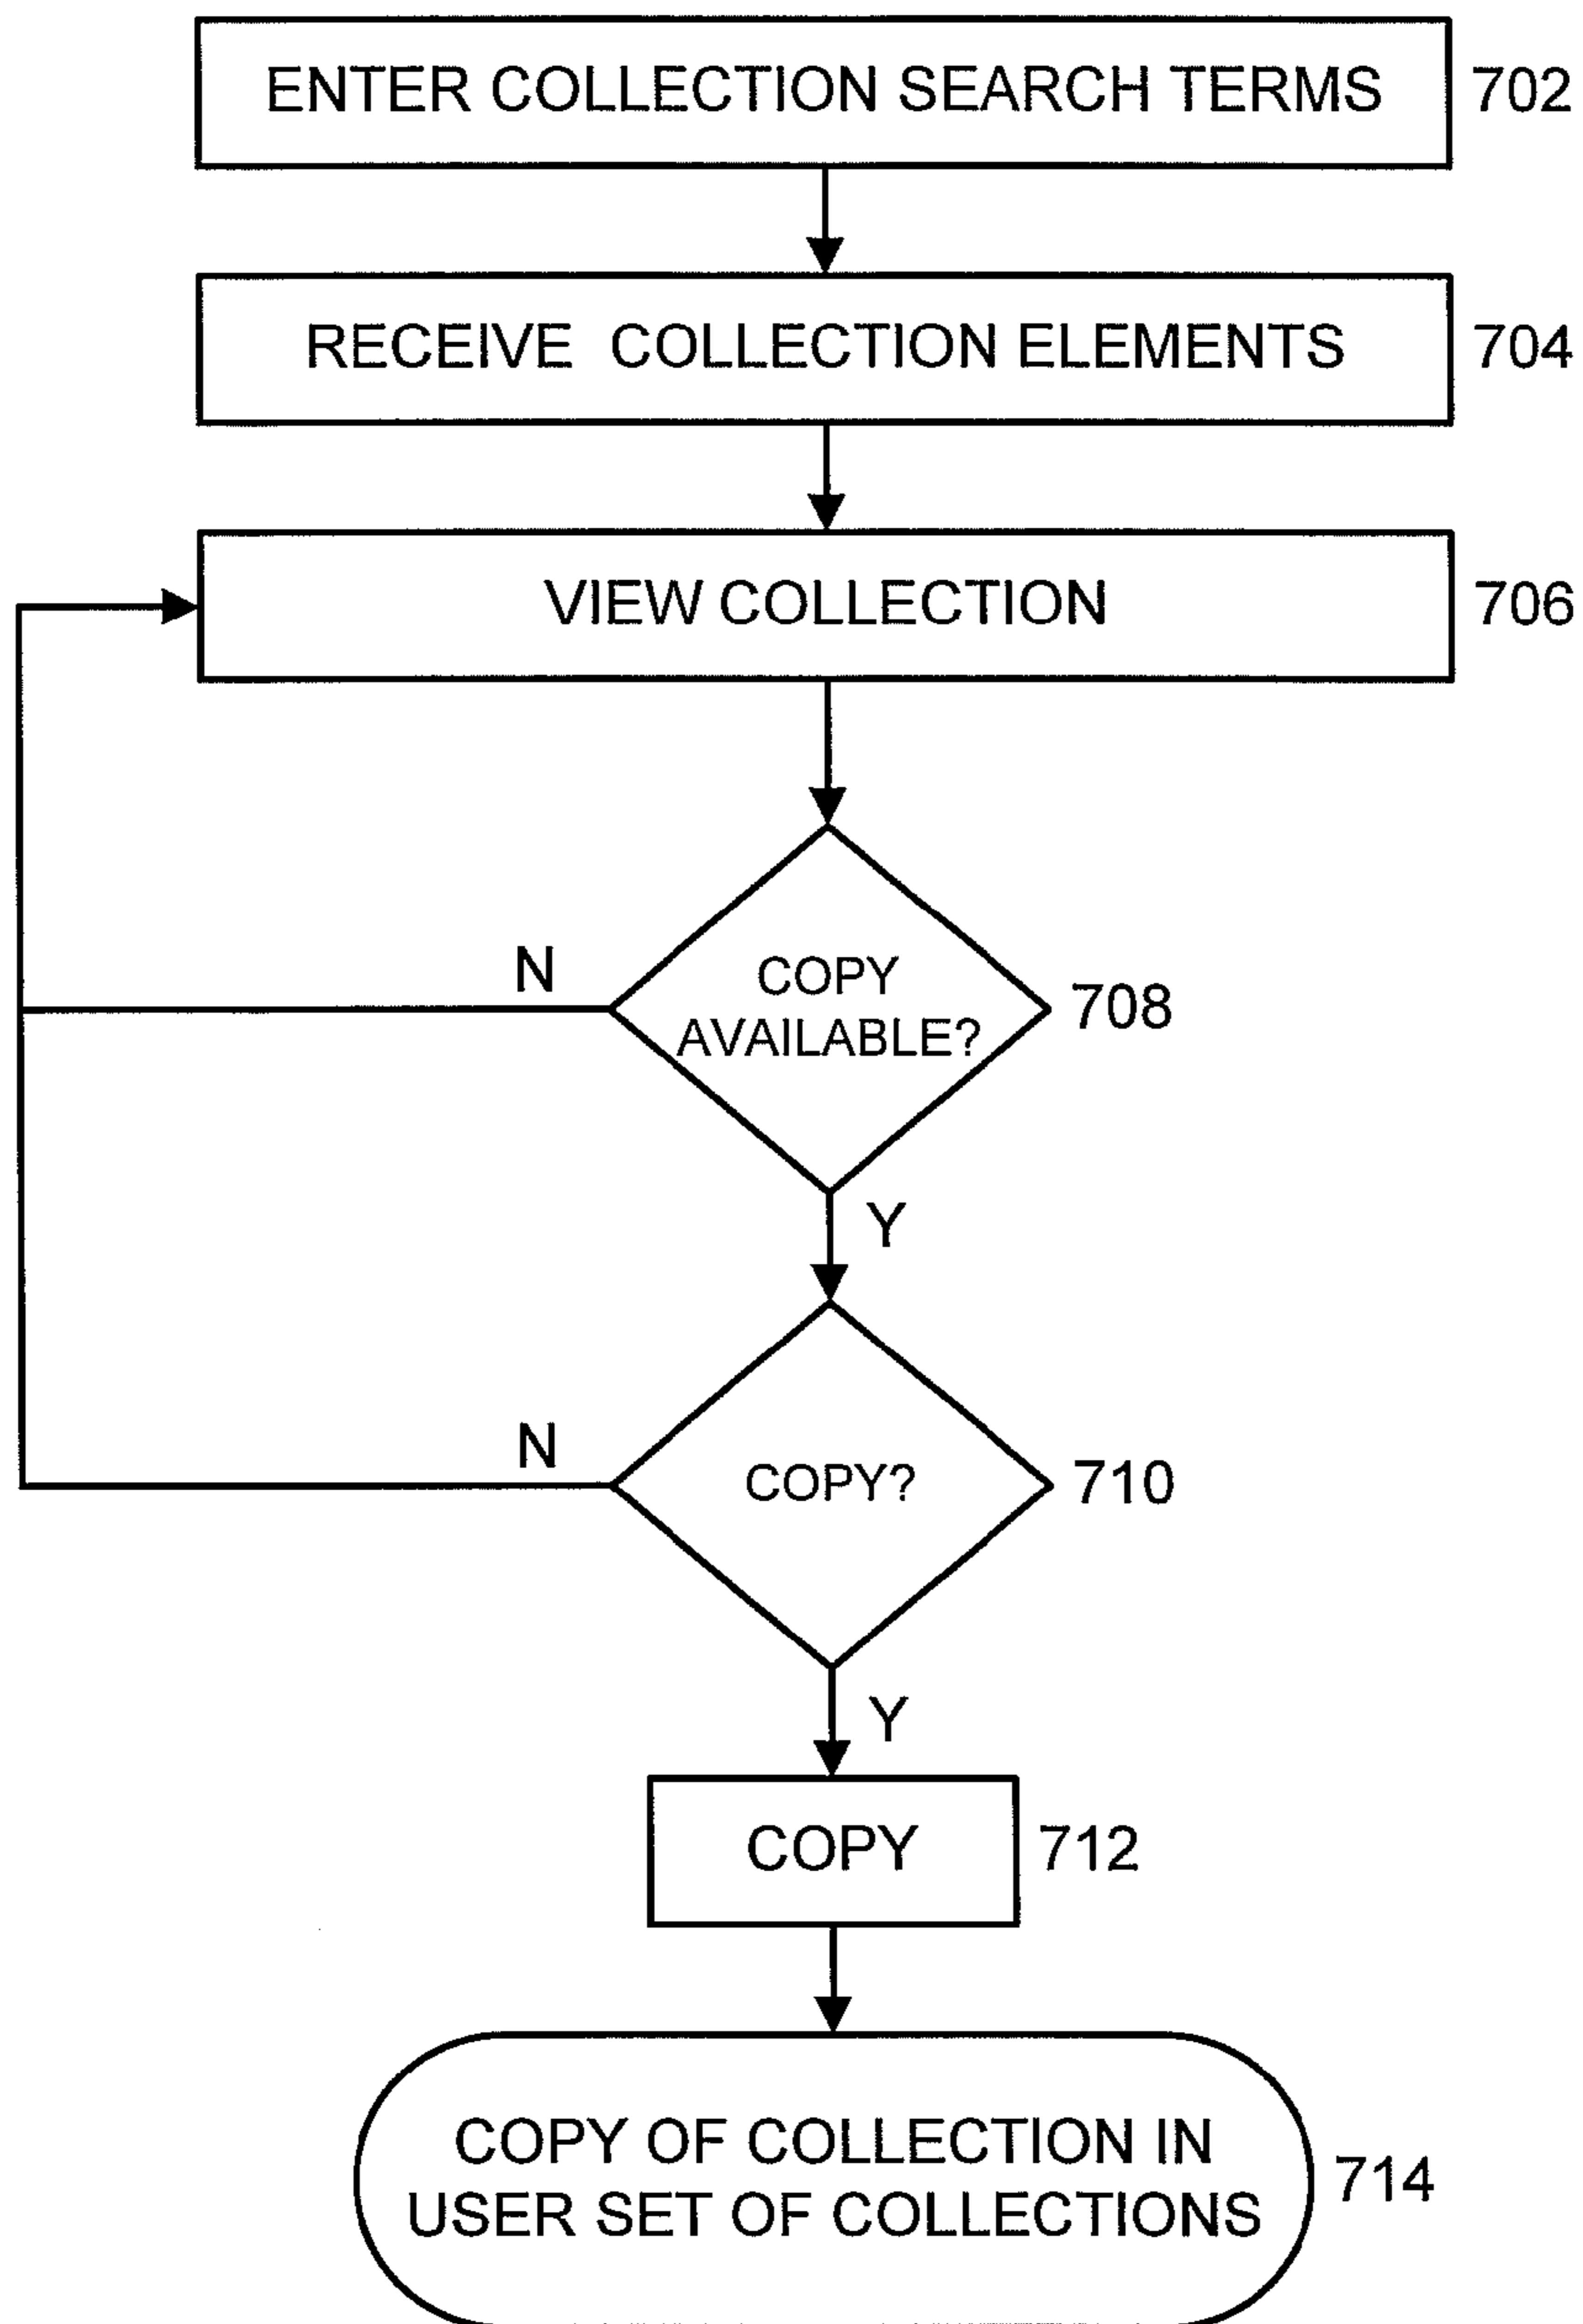 ENTER COLLECTION SEARCH TERMS 702
RECEIVE COLLECTION ELEMENTS 704
VIEW COLLECTION 706
N
COPY
AVAILABLE? 708
Y
N
COPY? 710
Y
COPY 712
COPY OF COLLECTION IN
USER SET OF COLLECTIONS 714